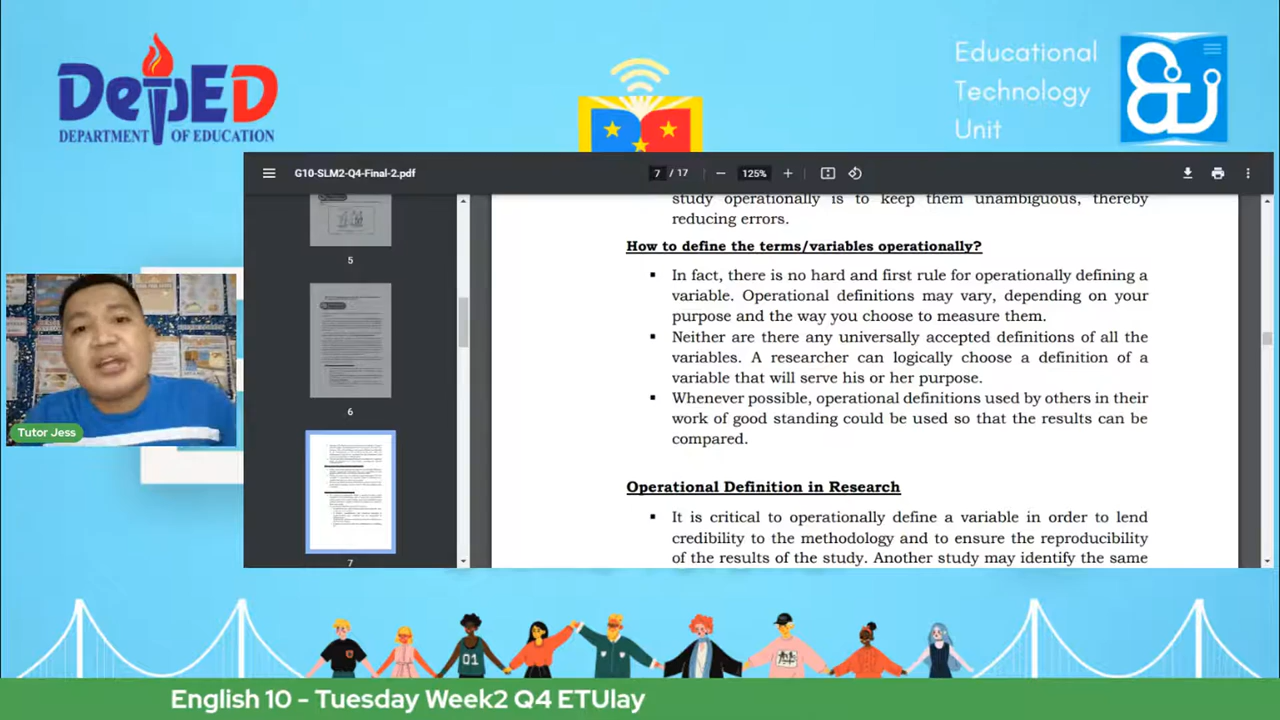 DepED
DEPARTMENT OF EDUCATION
Educational
Technology
Unit
G10-SLM2-Q4-Final-2.pdf
7 / 17
125%
5
6
7
study operationally is to keep them unambiguous, thereby
reducing errors.
How to define the terms/variables operationally?
▪ In fact, there is no hard and first rule for operationally defining a
variable. Operational definitions may vary, depending on your
purpose and the way you choose to measure them.
▪ Neither are there any universally accepted definitions of all the
variables. A researcher can logically choose a definition of a
variable that will serve his or her purpose.
▪ Whenever possible, operational definitions used by others in their
work of good standing could be used so that the results can be
compared.
Operational Definition in Research
▪ It is critical to operationally define a variable in order to lend
credibility to the methodology and to ensure the reproducibility
of the results of the study. Another study may identify the same
Tutor Jess
01
English 10 - Tuesday Week2 Q4 ETUlay